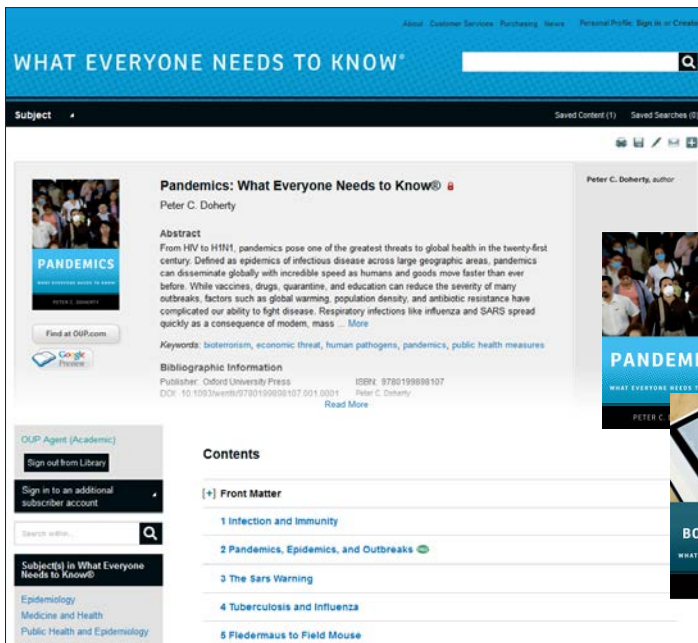 About Customer Services Purchasing News Personal Profile: Sign in or Create
WHAT EVERYONE NEEDS TO KNOW®
Subject
Saved Content (1) Saved Searches (0)
Pandemics: What Everyone Needs to Know®
Peter C. Doherty
Peter C. Doherty, author
Abstract
From HIV to H1N1, pandemics pose one of the greatest threats to global health in the twenty-first
century. Defined as epidemics of infectious disease across large geographic areas, pandemics
can disseminate globally with incredible speed as humans and goods move faster than ever
before. While vaccines, drugs, quarantine, and education can reduce the severity of many
outbreaks, factors such as global warming, population density, and antibiotic resistance have
complicated our ability to fight disease. Respiratory infections like influenza and SARS spread
quickly as a consequence of modern, mass ... More
Keywords: bioterrorism, economic threat, human pathogens, pandemics, public health measures
Bibliographic Information
Publisher: Oxford University Press ISBN: 9780199898107
DOI: 10.1093/wentk/9780199898107.001.0001 Peter C. Doherty
Read More
PANDEMICS
WHAT EVERYONE NEEDS TO KNOW
PETER C. DOHERTY
Find at OUP.com
Google
Preview
PANDEMI
WHAT EVERYONE NEEDS T
PETER C. D
BO
WHAT
OUP Agent (Academic)
Sign out from Library
Sign in to an additional
subscriber account
Search within...
Subject(s) in What Everyone
Needs to Know®
Epidemiology
Medicine and Health
Public Health and Epidemiology
Contents
[+] Front Matter
1 Infection and Immunity
2 Pandemics, Epidemics, and Outbreaks
3 The Sars Warning
4 Tuberculosis and Influenza
5 Fledermaus to Field Mouse